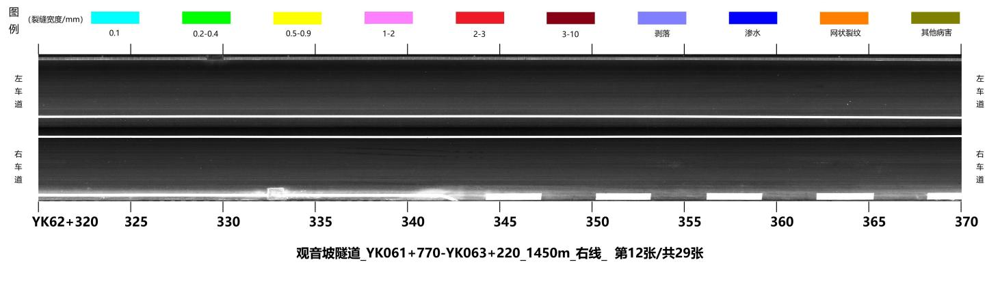 图例
(裂缝宽度/mm)
0.1
0.2-0.4
0.5-0.9
1-2
2-3
3-10
剥落
渗水
网状裂纹
其他病害
左车道
左车道
右车道
右车道
YK62+320 325 330 335 340 345 350 355 360 365 370
观音坡隧道_YK061+770-YK063+220_1450m_右线_ 第12张/共29张